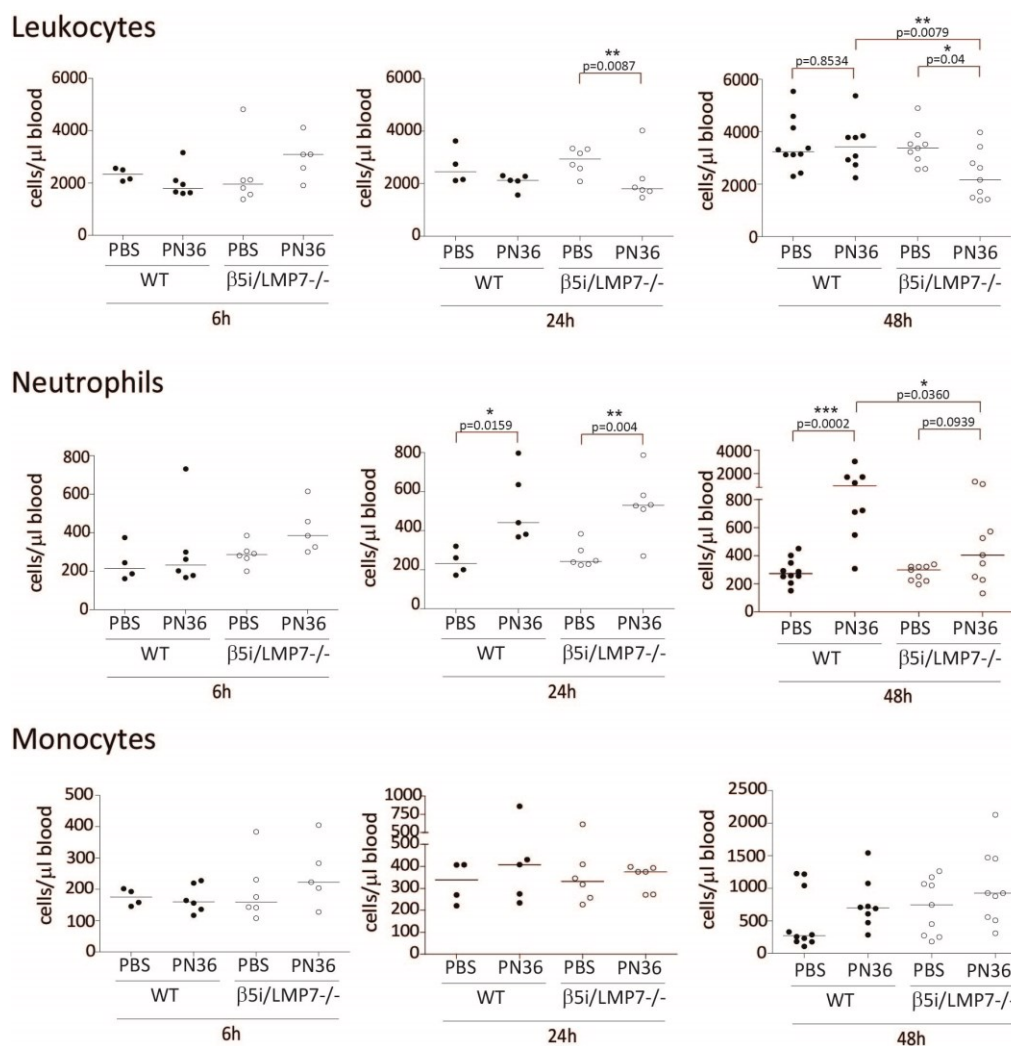 Leukocytes
cells/µl blood
6000
4000
2000
0
PBS PN36 PBS PN36
WT β5i/LMP7-/-
6h
cells/µl blood
6000
4000
2000
0
**
p=0.0087
PBS PN36 PBS PN36
WT β5i/LMP7-/-
24h
cells/µl blood
6000
4000
2000
0
**
p=0.0079
p=0.8534
*
p=0.04
PBS PN36 PBS PN36
WT β5i/LMP7-/-
48h
Neutrophils
cells/µl blood
800
600
400
200
0
PBS PN36 PBS PN36
WT β5i/LMP7-/-
6h
cells/µl blood
800
600
400
200
0
*
p=0.0159
**
p=0.004
PBS PN36 PBS PN36
WT β5i/LMP7-/-
24h
cells/µl blood
4000
2000
800
600
400
200
0
*
p=0.0360
***
p=0.0002
p=0.0939
PBS PN36 PBS PN36
WT β5i/LMP7-/-
48h
Monocytes
cells/µl blood
500
400
300
200
100
0
PBS PN36 PBS PN36
WT β5i/LMP7-/-
6h
cells/µl blood
1000
750
500
400
300
200
100
0
PBS PN36 PBS PN36
WT β5i/LMP7-/-
24h
cells/µl blood
2500
2000
1500
1000
500
0
PBS PN36 PBS PN36
WT β5i/LMP7-/-
48h